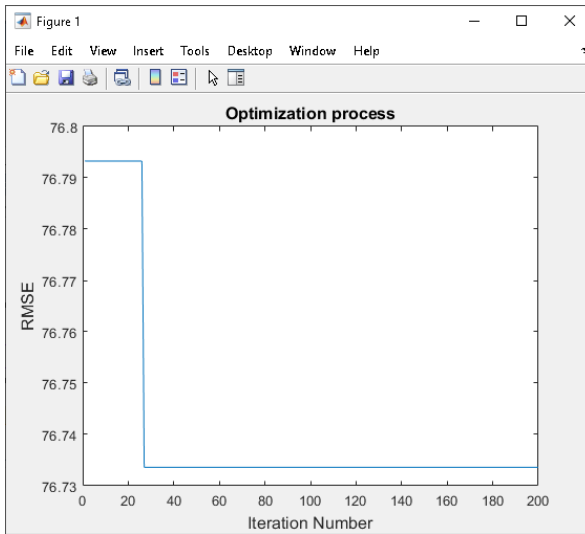 Figure 1
File Edit View Insert Tools Desktop Window Help
Optimization process
76.8
76.79
76.78
76.77
76.76
76.75
76.74
76.73
RMSE
0 20 40 60 80 100 120 140 160 180 200
Iteration Number